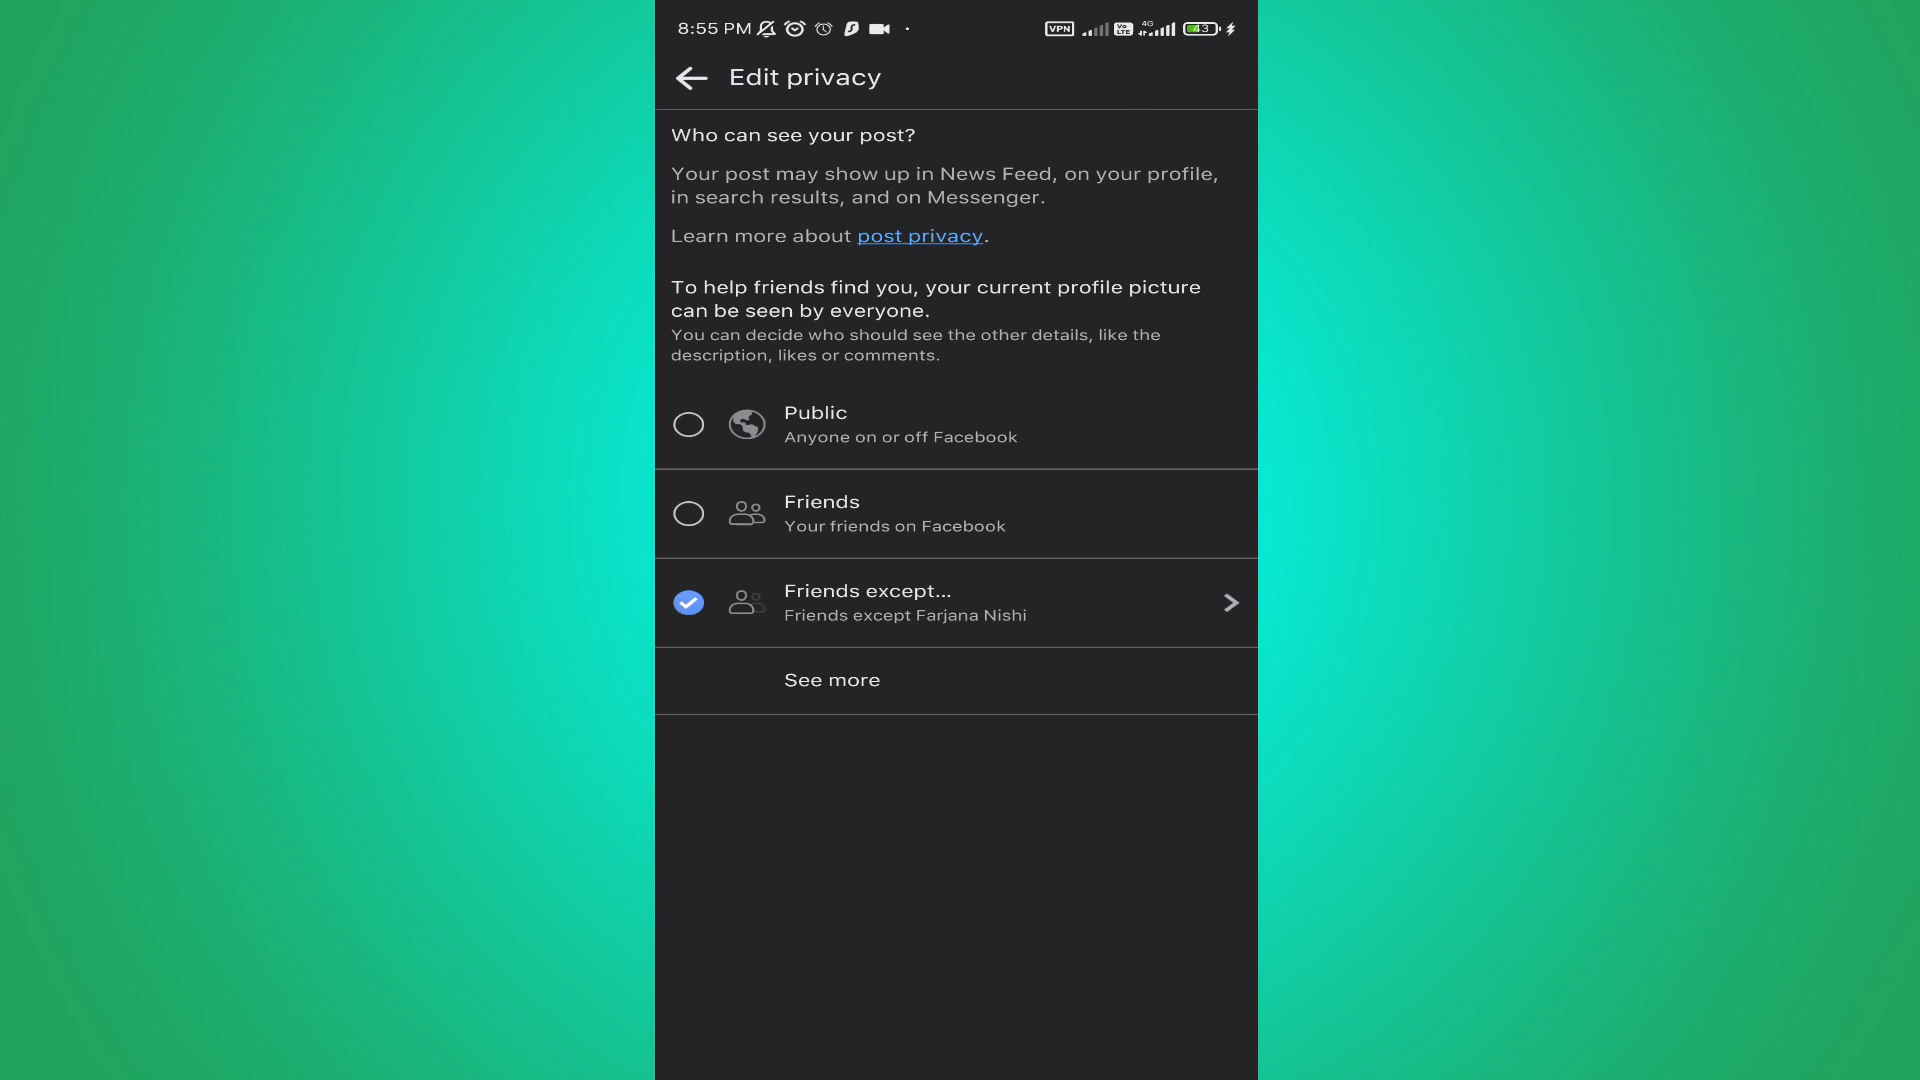 8:55 PM VPN Vo LTE 4G 43
Edit privacy
Who can see your post?
Your post may show up in News Feed, on your profile,
in search results, and on Messenger.
Learn more about post privacy.
To help friends find you, your current profile picture
can be seen by everyone.
You can decide who should see the other details, like the
description, likes or comments.
Public
Anyone on or off Facebook
Friends
Your friends on Facebook
Friends except...
Friends except Farjana Nishi
See more